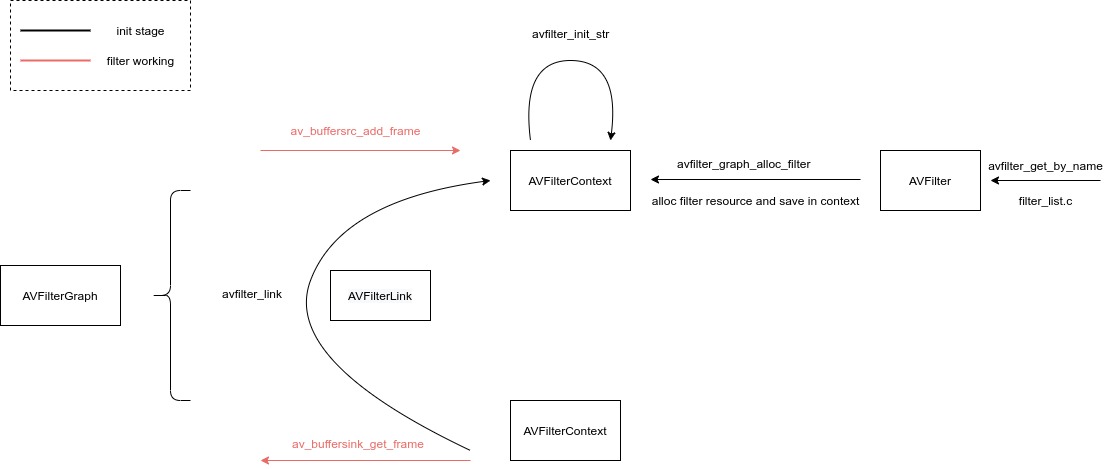 init stage
filter working
avfilter_init_str
av_buffersrc_add_frame
AVFilterContext
avfilter_graph_alloc_filter
alloc filter resource and save in context
AVFilter
avfilter_get_by_name
filter_list.c
AVFilterGraph
avfilter_link
AVFilterLink
av_buffersink_get_frame
AVFilterContext